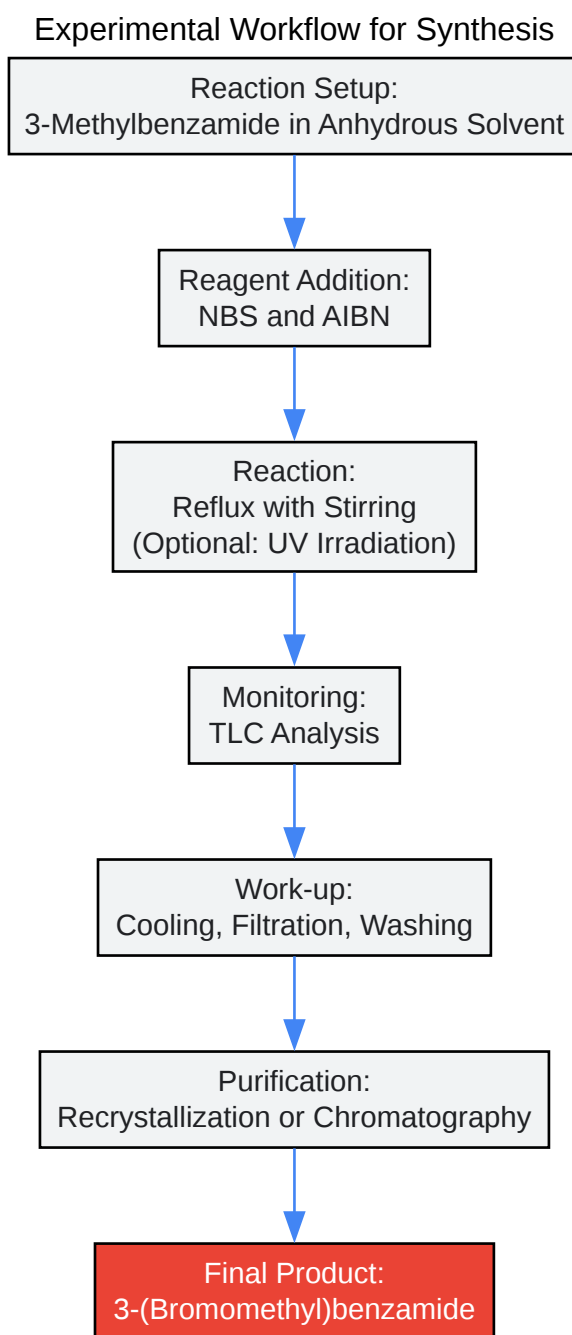 Experimental Workflow for Synthesis
Reaction Setup:
3-Methylbenzamide in Anhydrous Solvent
Reagent Addition:
NBS and AIBN
Reaction:
Reflux with Stirring
(Optional: UV Irradiation)
Monitoring:
TLC Analysis
Work-up:
Cooling, Filtration, Washing
Purification:
Recrystallization or Chromatography
Final Product:
3-(Bromomethyl)benzamide